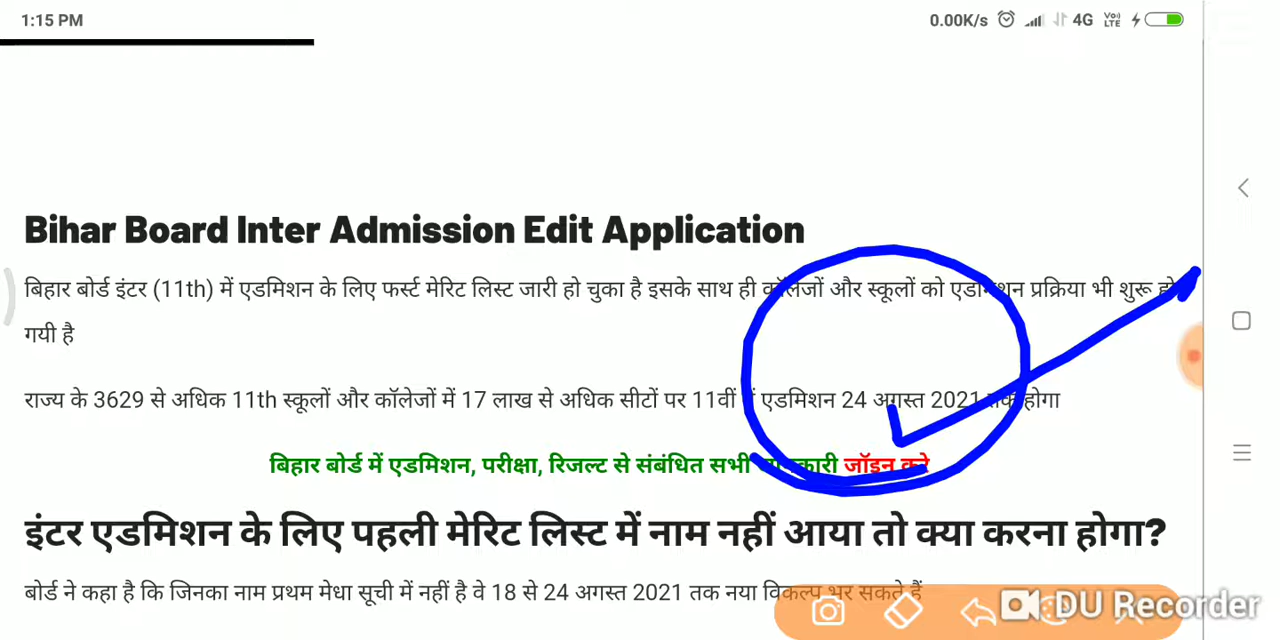 1:15 PM
0.00K/s 4G Vo) LTE
Bihar Board Inter Admission Edit Application
बिहार बोर्ड इंटर (11th) में एडमिशन के लिए फर्स्ट मेरिट लिस्ट जारी हो चुका है इसके साथ ही कॉलेजों और स्कूलों को एडमिशन प्रक्रिया भी शुरू हो
गयी है
राज्य के 3629 से अधिक 11th स्कूलों और कॉलेजों में 17 लाख से अधिक सीटों पर 11वीं में एडमिशन 24 अगस्त 2021 तक होगा
बिहार बोर्ड में एडमिशन, परीक्षा, रिजल्ट से संबंधित सभी जानकारी जॉइन करे
इंटर एडमिशन के लिए पहली मेरिट लिस्ट में नाम नहीं आया तो क्या करना होगा?
बोर्ड ने कहा है कि जिनका नाम प्रथम मेधा सूची में नहीं है वे 18 से 24 अगस्त 2021 तक नया विकल्प भर सकते हैं
DU Recorder